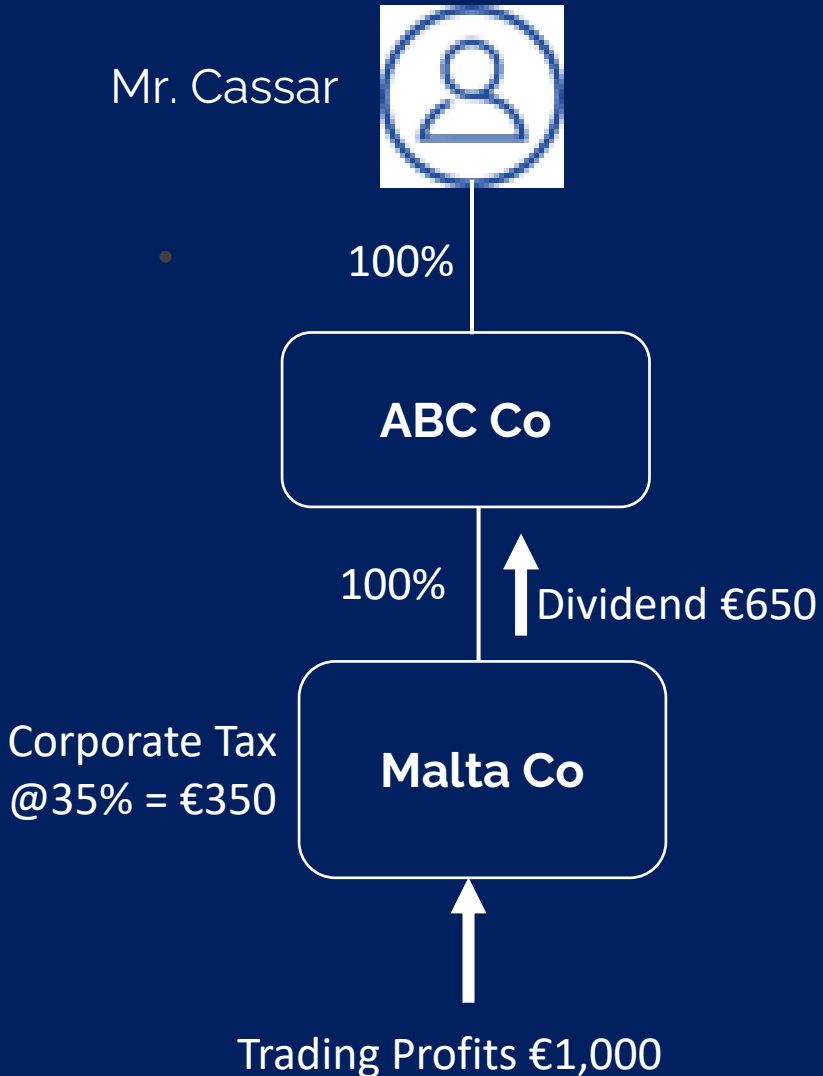 Mr. Cassar
100%
ABC Co
100%
Dividend €650
Corporate Tax
@35% = €350
Malta Co
Trading Profits €1,000